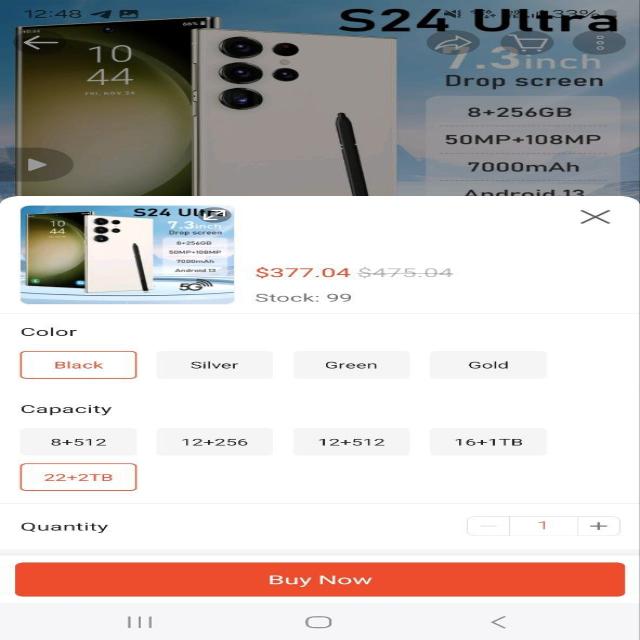 12:48
33%
S24 Ultra
66%
10
44
FRI, NOV 24
7.3inch
Drop screen
8+256GB
50MP+108MP
7000mAh
Android 13
S24 Ultra
7.3inch
Drop screen
8+256GB
50MP+108MP
7000mAh
Android 13
5G
10
44
$377.04 $475.04
Stock: 99
Color
Black Silver Green Gold
Capacity
8+512 12+256 12+512 16+1TB
22+2TB
Quantity
1
Buy Now